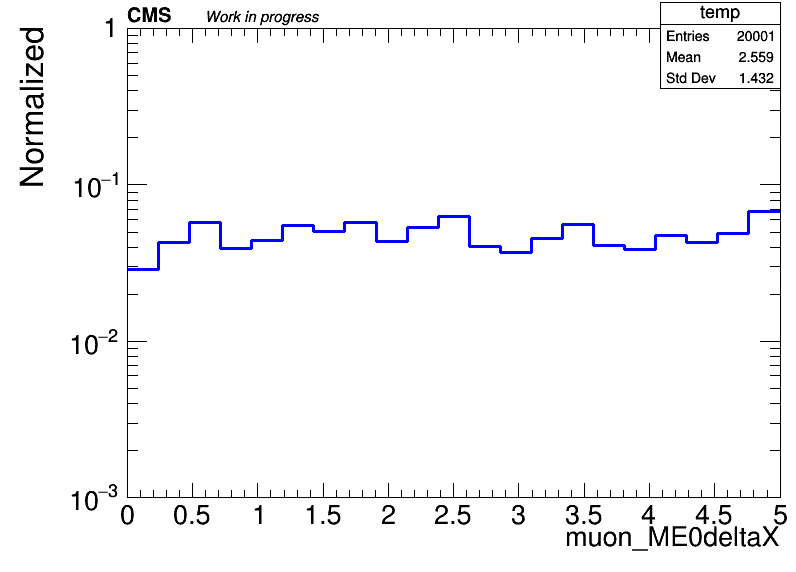 CMS Work in progress
temp
Entries 20001
Mean 2.559
Std Dev 1.432
Normalized
1
10⁻¹
10⁻²
10⁻³
0 0.5 1 1.5 2 2.5 3 3.5 4 4.5 5
muon_ME0deltaX